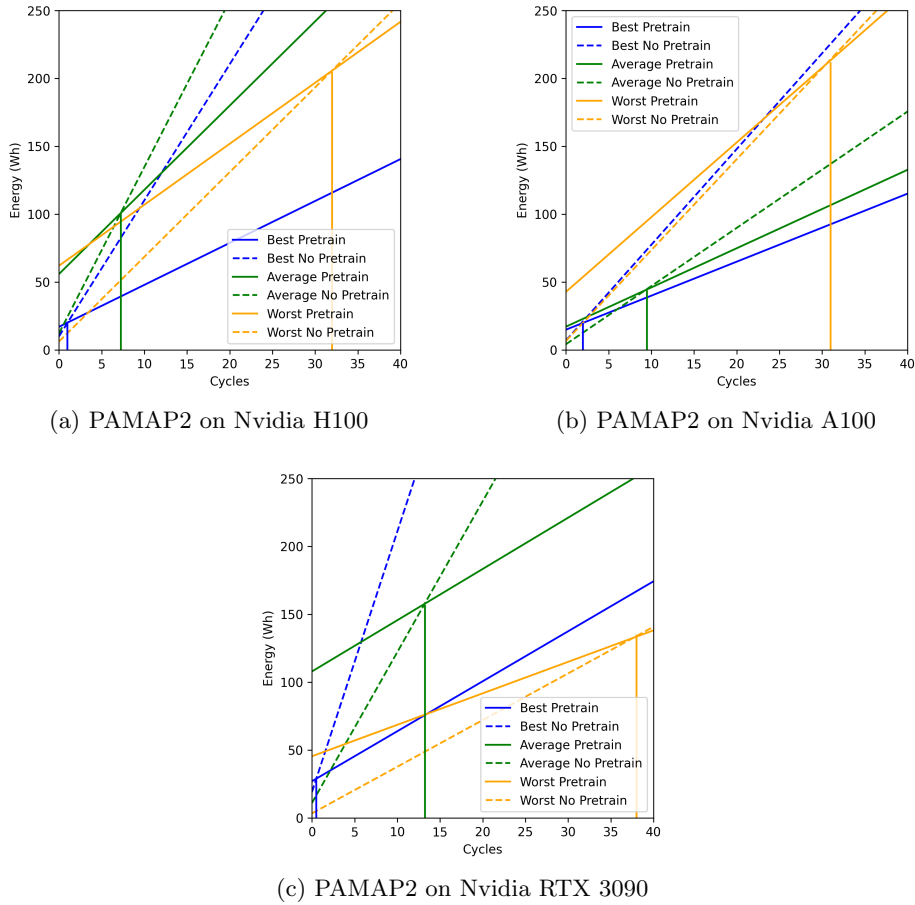 250
200
150
100
50
0
Energy (Wh)
0 5 10 15 20 25 30 35 40
Cycles
Best Pretrain
Best No Pretrain
Average Pretrain
Average No Pretrain
Worst Pretrain
Worst No Pretrain
(a) PAMAP2 on Nvidia H100
250
200
150
100
50
0
Energy (Wh)
0 5 10 15 20 25 30 35 40
Cycles
Best Pretrain
Best No Pretrain
Average Pretrain
Average No Pretrain
Worst Pretrain
Worst No Pretrain
(b) PAMAP2 on Nvidia A100
250
200
150
100
50
0
Energy (Wh)
0 5 10 15 20 25 30 35 40
Cycles
Best Pretrain
Best No Pretrain
Average Pretrain
Average No Pretrain
Worst Pretrain
Worst No Pretrain
(c) PAMAP2 on Nvidia RTX 3090